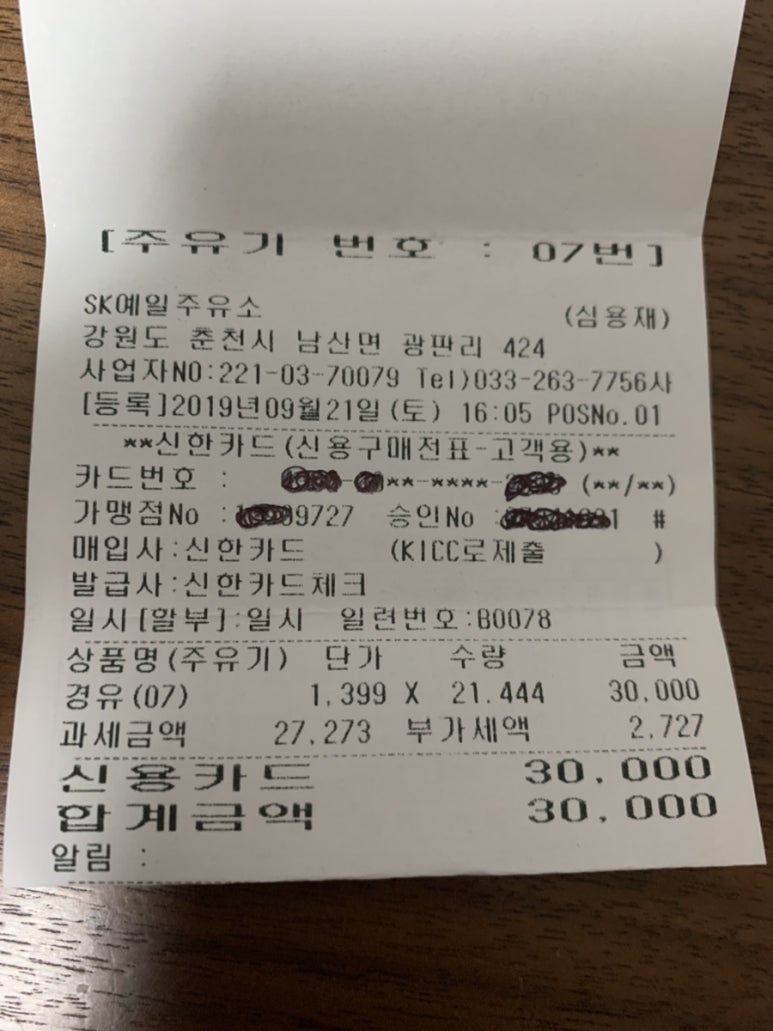 [주유기 번호 : 07번]
SK예일주유소 (심용재)
강원도 춘천시 남산면 광판리 424
사업자NO:221-03-70079 Tel)033-263-7756사
[등록]2019년09월21일(토) 16:05 POSNo.01
**신한카드(신용구매전표-고객용)**
카드번호 : **-****- (**/**)
가맹점No : 9727 승인No : 1 #
매입사:신한카드 (KICC로제출 )
발급사:신한카드체크
일시[할부]:일시 일련번호:B0078
상품명(주유기) 단가 수량 금액
경유(07) 1,399 X 21.444 30,000
과세금액 27,273 부가세액 2,727
신용카드 30,000
합계금액 30,000
알림 :